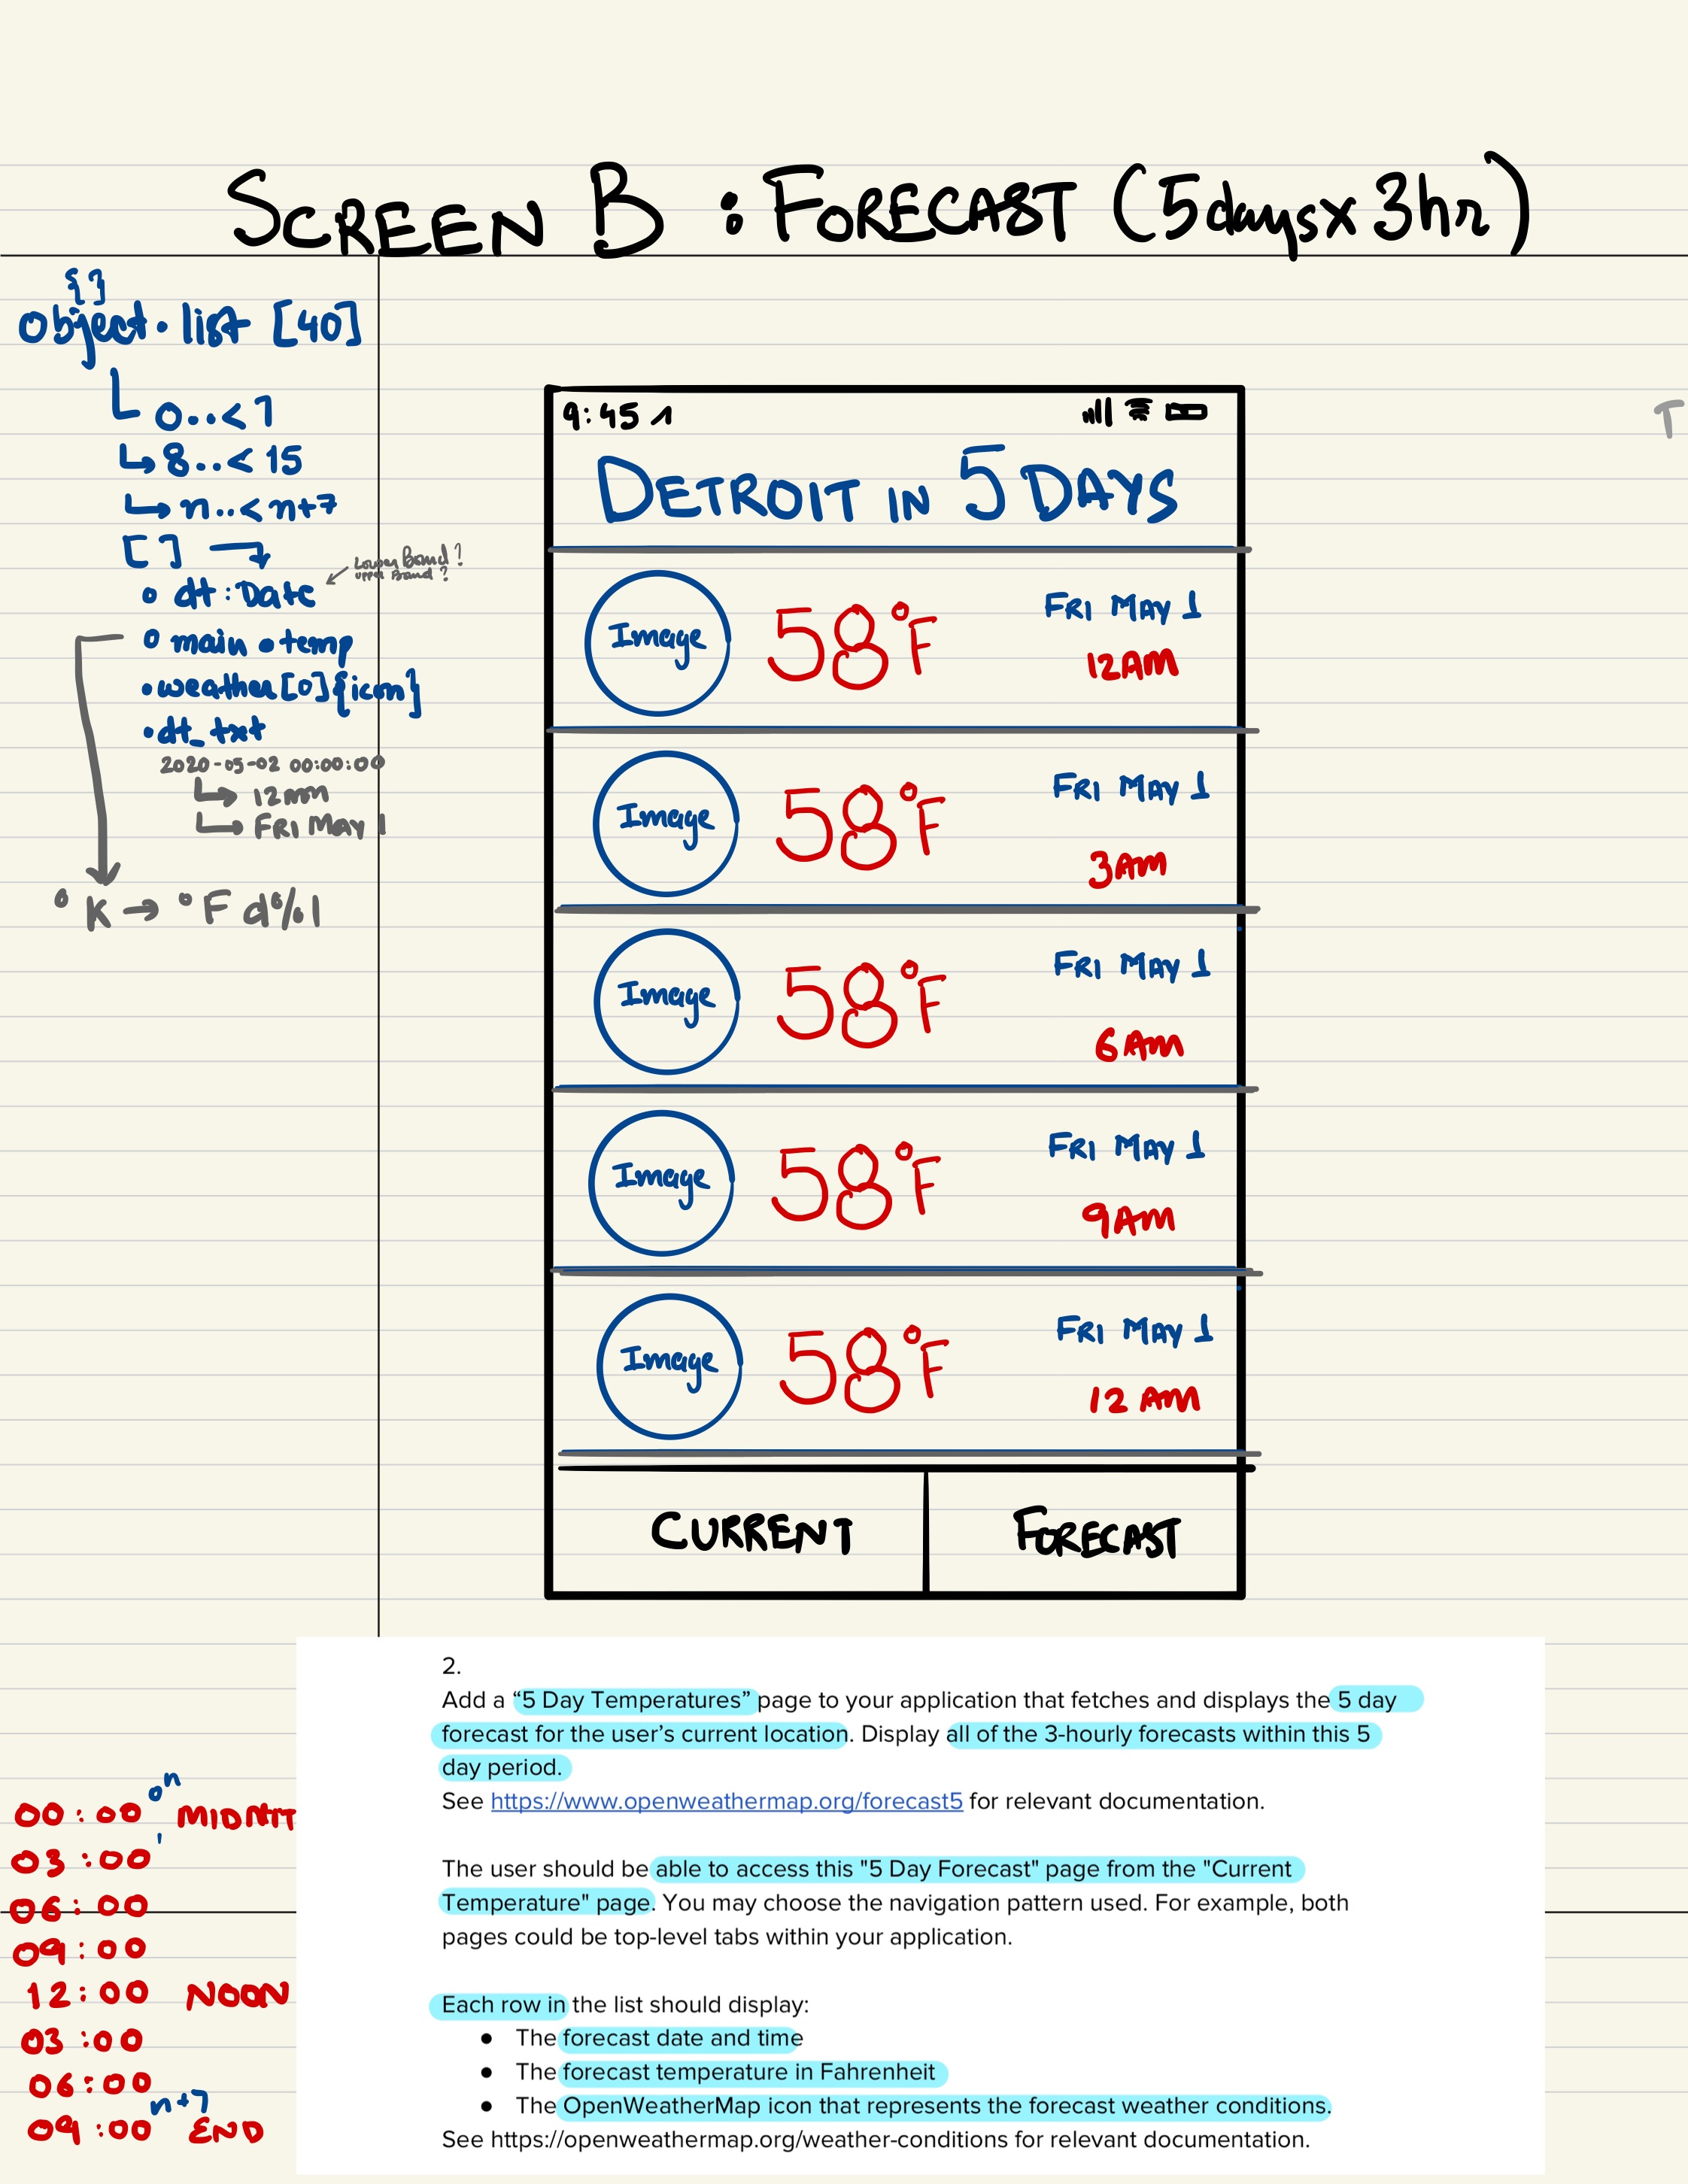 SCREEN B : FORECAST (5days x 3hr)
{ }
object . list [40]
0..<7
8..<15
n..<n+7
[ ]
Lower Bound?
upper Bound?
• dt : Date
• main • temp
• weather[0]{icon}
• dt_txt
2020-05-02 00:00:00
12am
FRI MAY 1
°K → °F
T
9:45
DETROIT IN 5 DAYS
Image 58°F FRI MAY 1
12AM
Image 58°F FRI MAY 1
3AM
Image 58°F FRI MAY 1
6AM
Image 58°F FRI MAY 1
9AM
Image 58°F FRI MAY 1
12 AM
CURRENT FORECAST
2.
Add a “5 Day Temperatures” page to your application that fetches and displays the 5 day
forecast for the user’s current location. Display all of the 3-hourly forecasts within this 5
day period.
See https://www.openweathermap.org/forecast5 for relevant documentation.
The user should be able to access this "5 Day Forecast" page from the "Current
Temperature" page. You may choose the navigation pattern used. For example, both
pages could be top-level tabs within your application.
Each row in the list should display:
● The forecast date and time
● The forecast temperature in Fahrenheit
● The OpenWeatherMap icon that represents the forecast weather conditions.
See https://openweathermap.org/weather-conditions for relevant documentation.
00:00 0 n MIDNIT
03:00 1
06:00
09:00
12:00 NOON
03:00
06:00
09:00 n+7 END